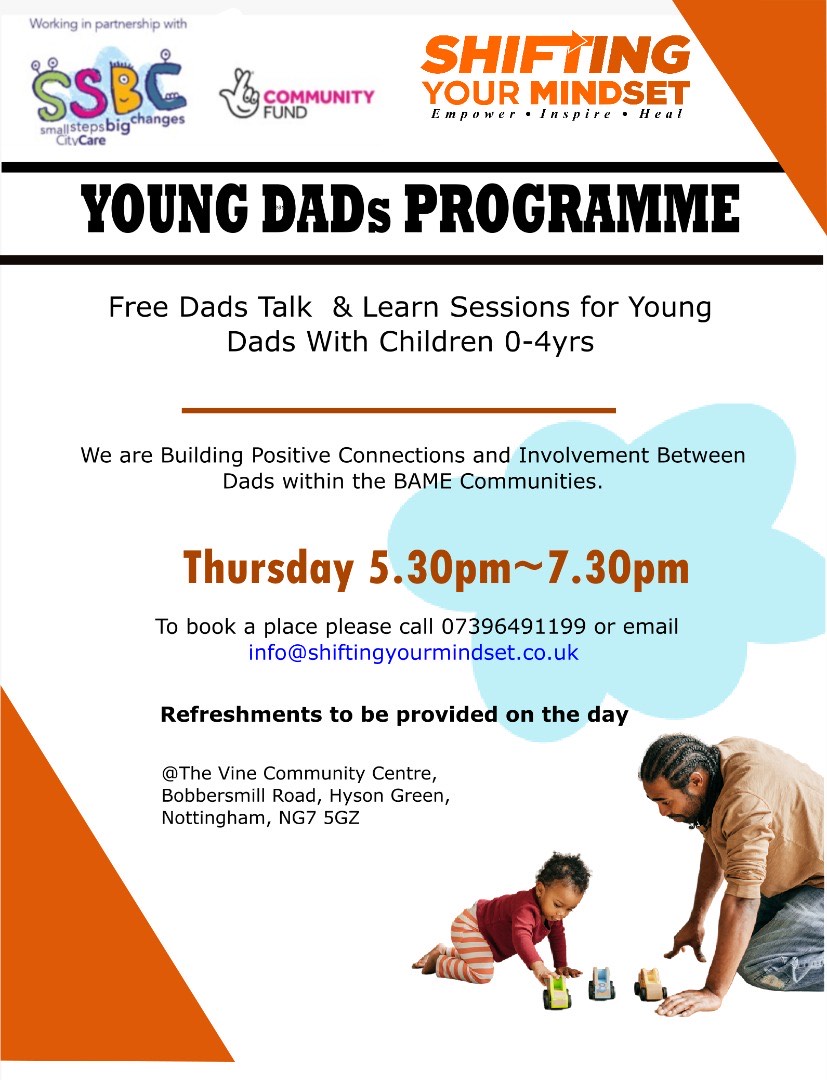 Working in partnership with
SSBC
smallstepsbigchanges
CityCare
COMMUNITY
FUND
SHIFTING
YOUR MINDSET
Empower • Inspire • Heal
YOUNG DADs PROGRAMME
Free Dads Talk & Learn Sessions for Young
Dads With Children 0-4yrs
We are Building Positive Connections and Involvement Between
Dads within the BAME Communities.
Thursday 5.30pm~7.30pm
To book a place please call 07396491199 or email
info@shiftingyourmindset.co.uk
Refreshments to be provided on the day
@The Vine Community Centre,
Bobbersmill Road, Hyson Green,
Nottingham, NG7 5GZ